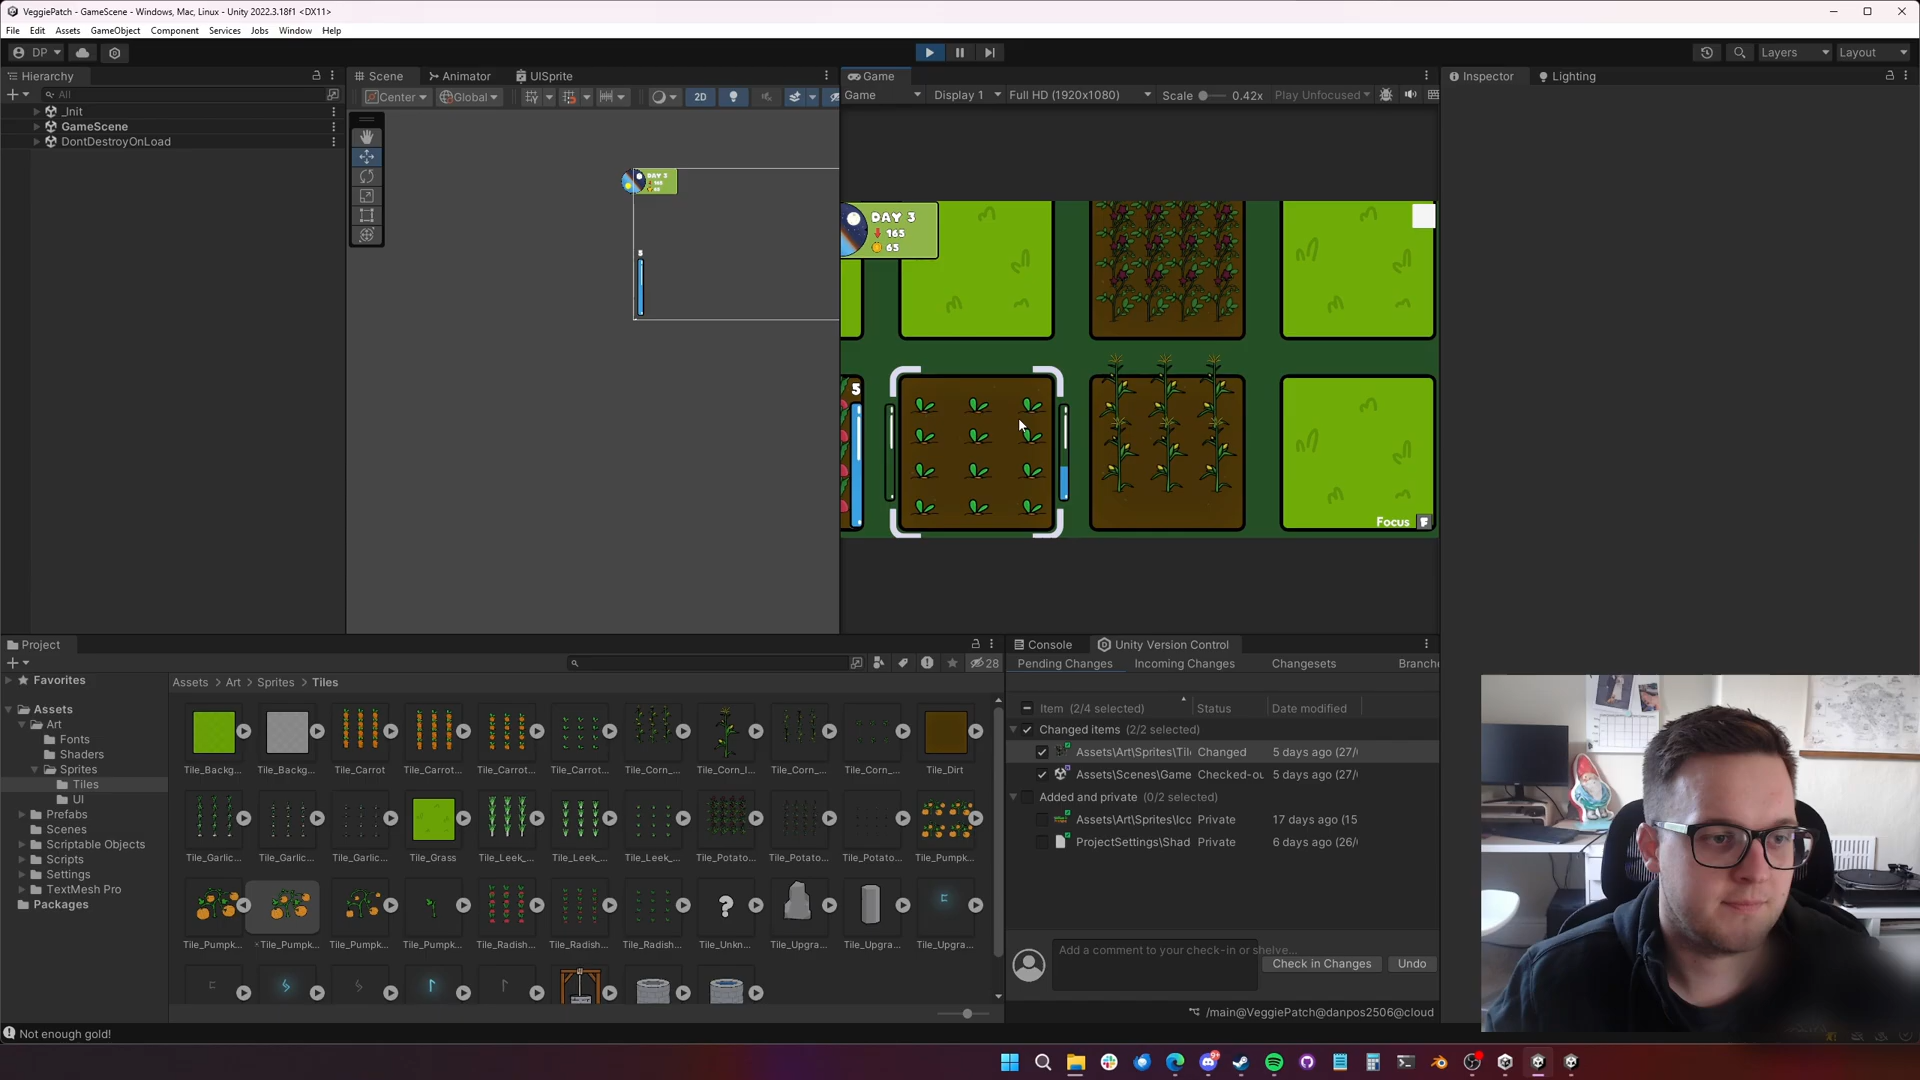 VeggiePatch - GameScene - Windows, Mac, Linux - Unity 2022.3.18f1 <DX11>
File Edit Assets GameObject Component Services Jobs Window Help
DP Layers Layout
Hierarchy
All
_Init
GameScene
DontDestroyOnLoad
Scene Animator UISprite
Center Global 2D
DAY 3
165
65
5
Game
Game Display 1 Full HD (1920x1080) Scale 0.42x Play Unfocused
DAY 3
165
65
5
Focus F
Inspector Lighting
Project
28
Favorites
Assets
Art
Fonts
Shaders
Sprites
Tiles
UI
Prefabs
Scenes
Scriptable Objects
Scripts
Settings
TextMesh Pro
Packages
Assets > Art > Sprites > Tiles
Tile_Backg... Tile_Backg... Tile_Carrot Tile_Carrot... Tile_Carrot... Tile_Carrot... Tile_Corn_... Tile_Corn_I... Tile_Corn_... Tile_Corn_... Tile_Dirt
Tile_Garlic... Tile_Garlic... Tile_Garlic... Tile_Grass Tile_Leek_... Tile_Leek_... Tile_Leek_... Tile_Potato... Tile_Potato... Tile_Potato... Tile_Pumpk...
Tile_Pumpk... Tile_Pumpk... Tile_Pumpk... Tile_Pumpk... Tile_Radish... Tile_Radish... Tile_Radish... Tile_Unkn... Tile_Upgra... Tile_Upgra... Tile_Upgra...
Console Unity Version Control
Pending Changes Incoming Changes Changesets Branche
Item (2/4 selected) Status Date modified
Changed items (2/2 selected)
Assets\Art\Sprites\Til Changed 5 days ago (27/
Assets\Scenes\Game Checked-ou 5 days ago (27/
Added and private (0/2 selected)
Assets\Art\Sprites\Icc Private 17 days ago (15
ProjectSettings\Shad Private 6 days ago (26/
Add a comment to your check-in or shelve...
Check in Changes Undo
/main@VeggiePatch@danpos2506@cloud
Not enough gold!